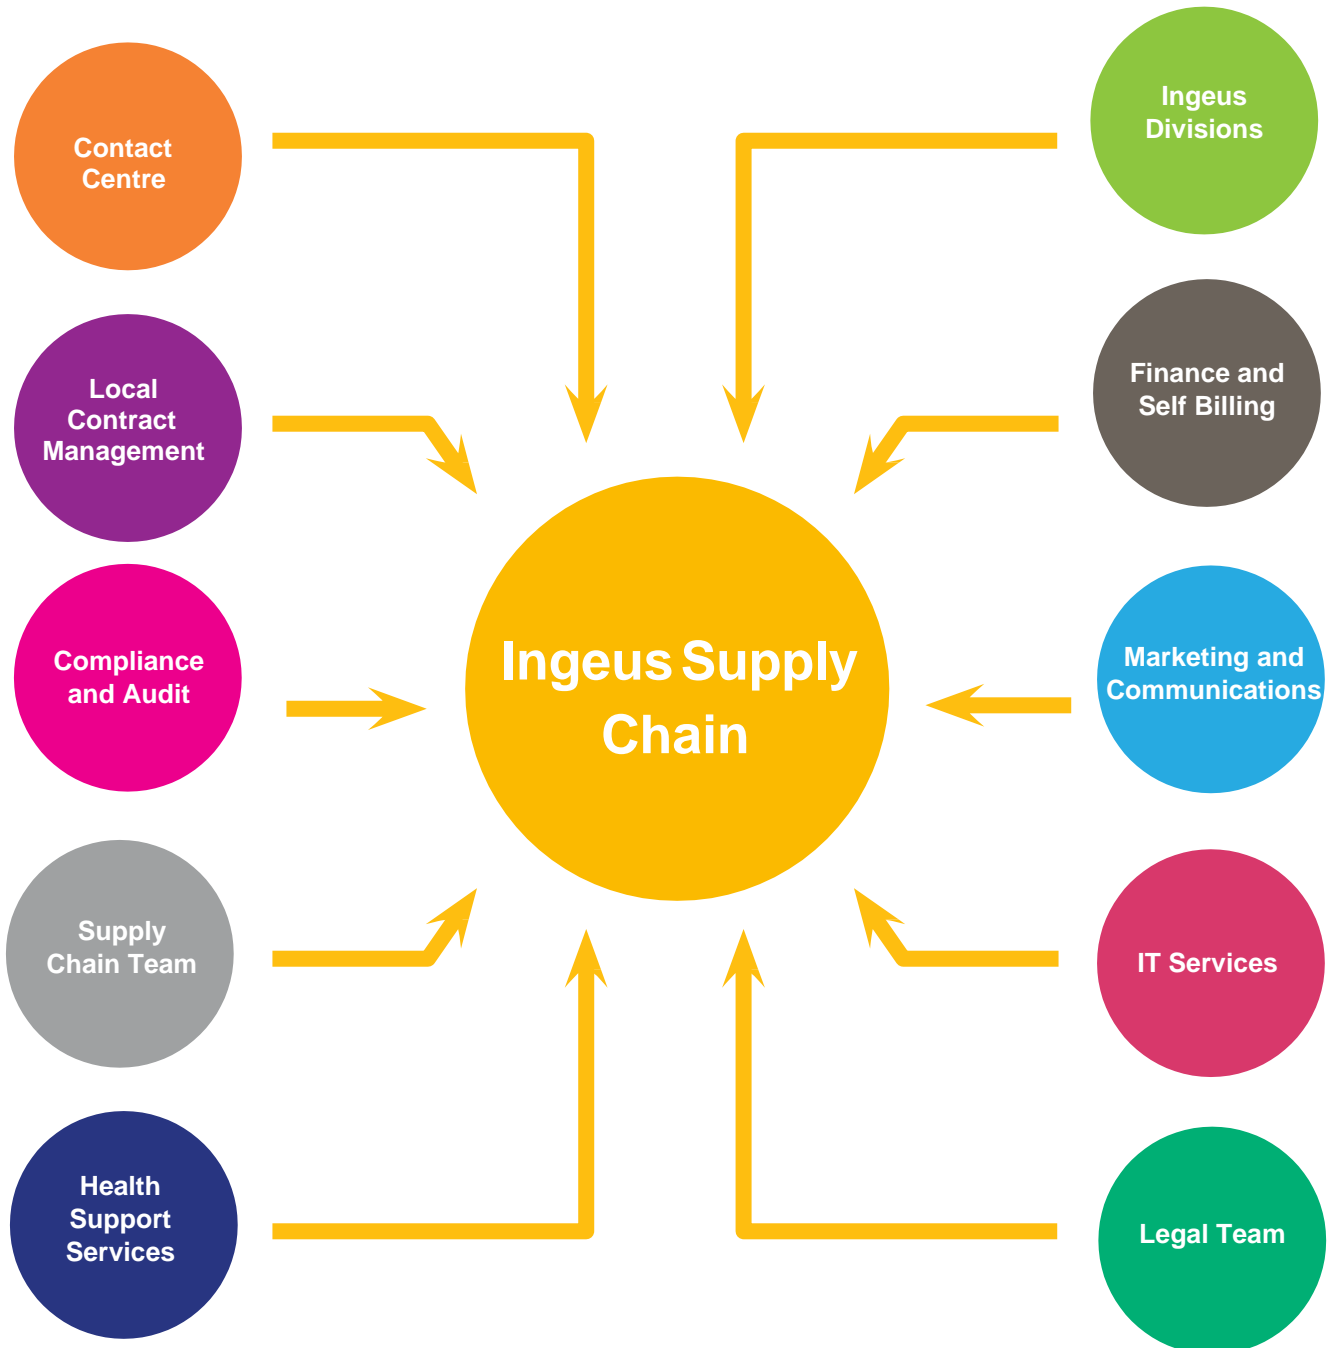 Contact
Centre
Local
Contract
Management
Compliance
and Audit
Supply
Chain Team
Health
Support
Services
Ingeus Supply
Chain
Ingeus
Divisions
Finance and
Self Billing
Marketing and
Communications
IT Services
Legal Team